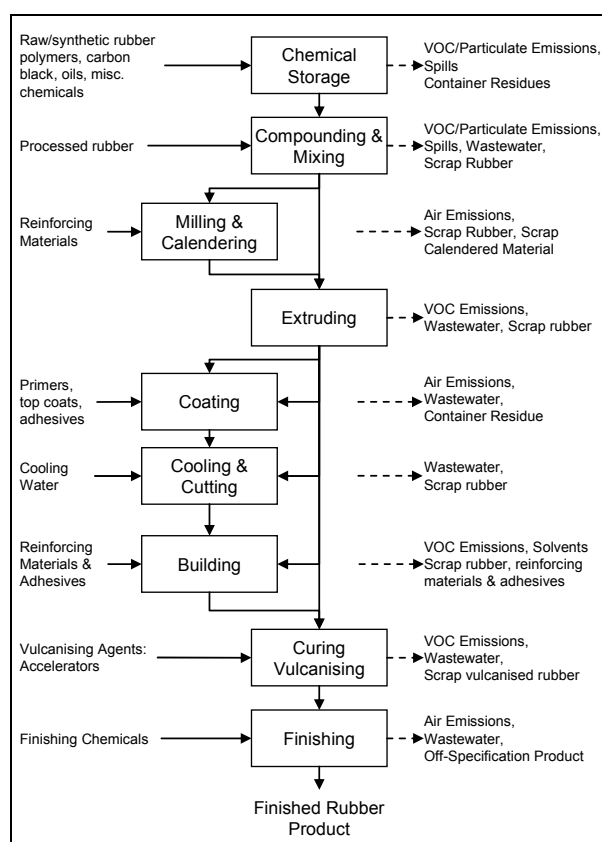 Raw/synthetic rubber
polymers, carbon
black, oils, misc.
chemicals
Chemical
Storage
VOC/Particulate Emissions,
Spills
Container Residues
Processed rubber
Compounding &
Mixing
VOC/Particulate Emissions,
Spills, Wastewater,
Scrap Rubber
Reinforcing
Materials
Milling &
Calendering
Air Emissions,
Scrap Rubber, Scrap
Calendered Material
Extruding
VOC Emissions,
Wastewater, Scrap rubber
Primers,
top coats,
adhesives
Coating
Air Emissions,
Wastewater,
Container Residue
Cooling
Water
Cooling &
Cutting
Wastewater,
Scrap rubber
Reinforcing
Materials &
Adhesives
Building
VOC Emissions, Solvents
Scrap rubber, reinforcing
materials & adhesives
Vulcanising Agents:
Accelerators
Curing
Vulcanising
VOC Emissions,
Wastewater,
Scrap vulcanised rubber
Finishing Chemicals
Finishing
Air Emissions,
Wastewater,
Off-Specification Product
Finished Rubber
Product